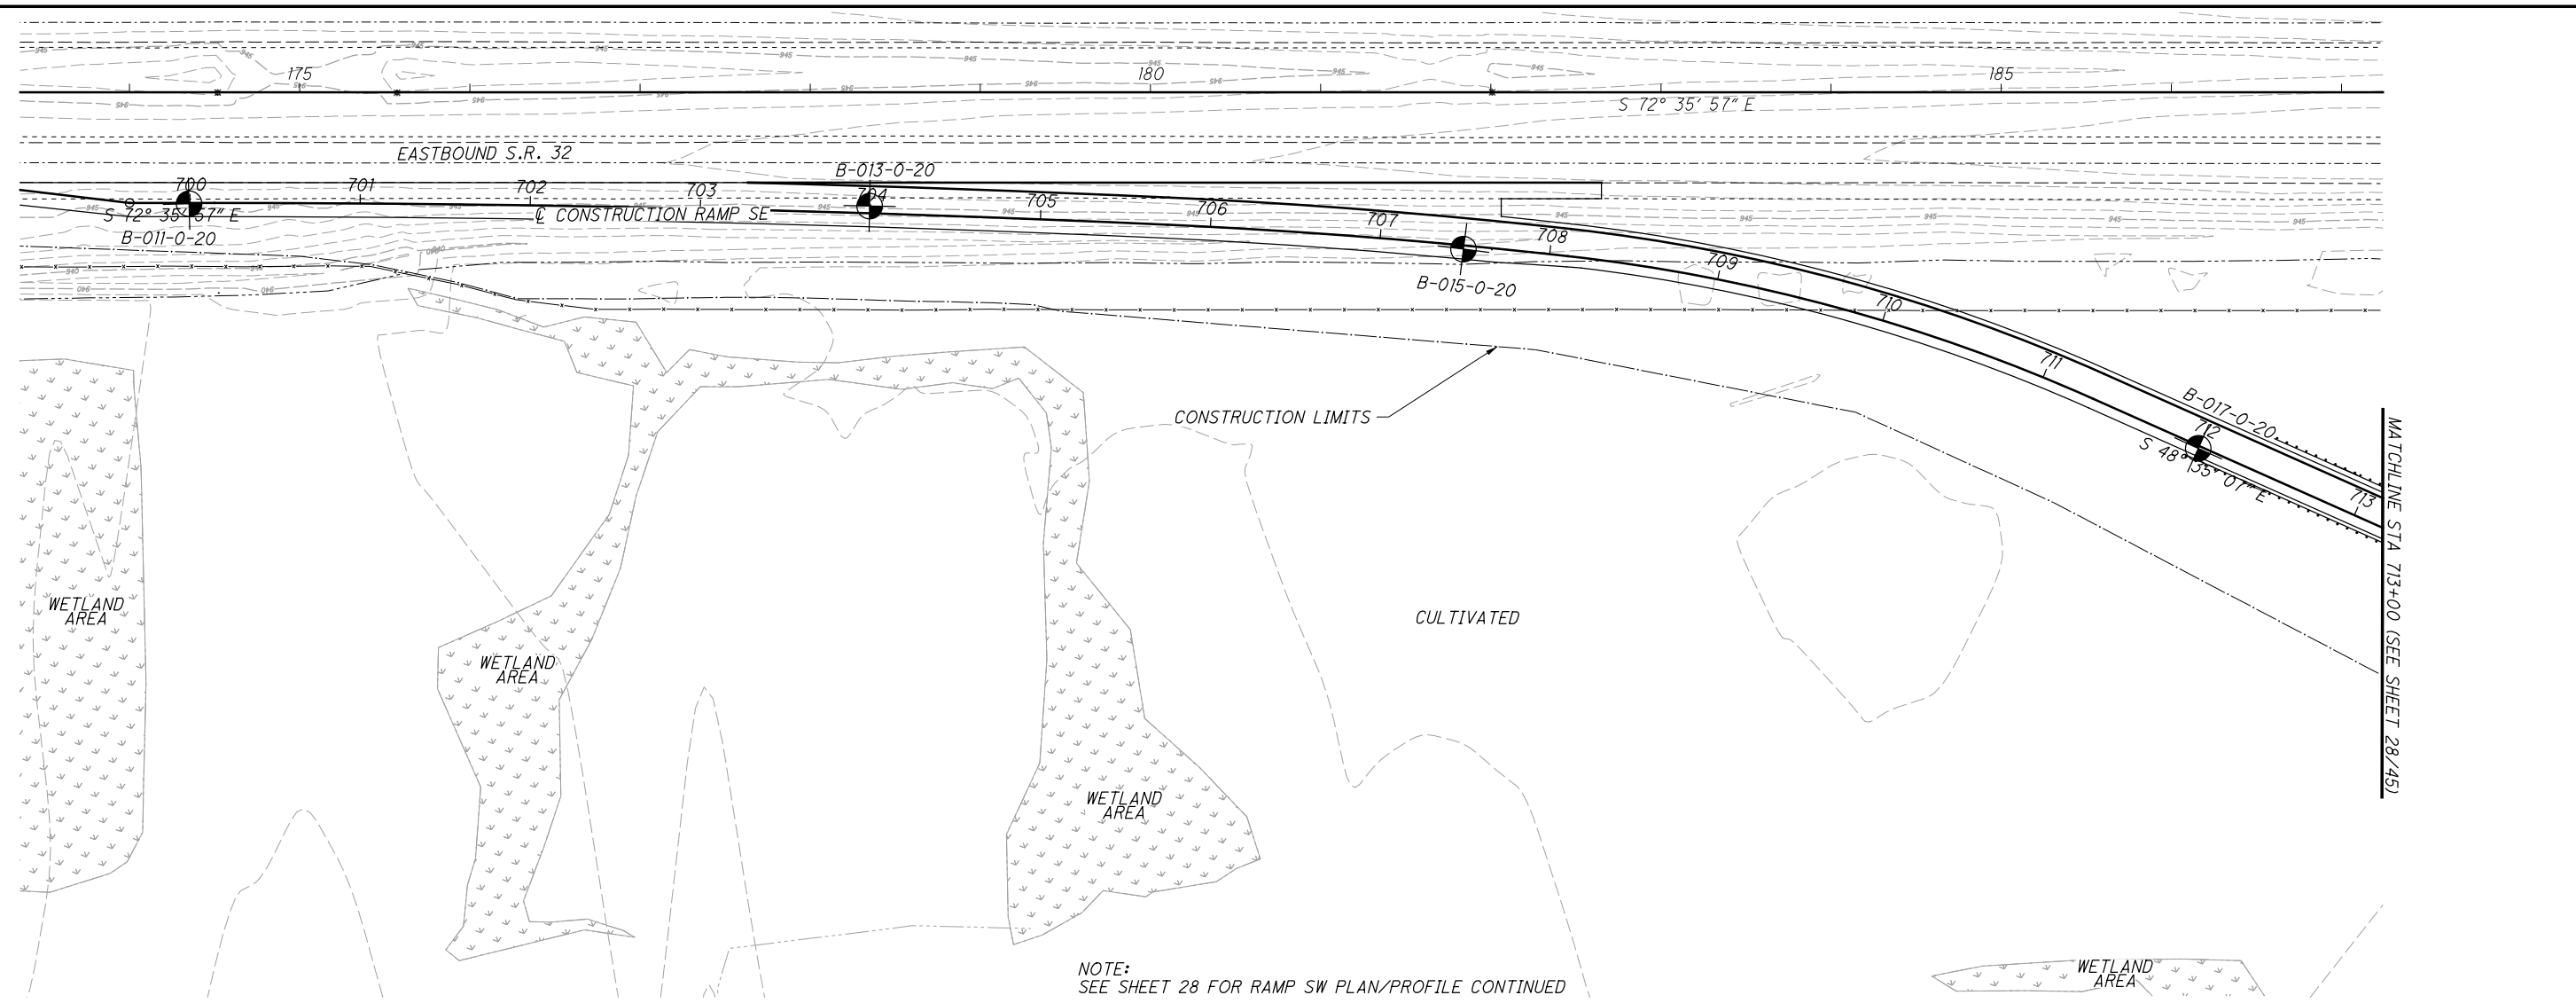 175
180
185
S 72° 35' 57" E
EASTBOUND S.R. 32
B-013-0-20
700
701
702
703
704
705
706
707
708
709
710
711
712
713
S 72° 35' 57" E
℄ CONSTRUCTION RAMP SE
B-011-0-20
B-015-0-20
B-017-0-20
S 48° 35' 07" E
CONSTRUCTION LIMITS
MATCHLINE STA 713+00 (SEE SHEET 28/45)
WETLAND
AREA
WETLAND
AREA
CULTIVATED
WETLAND
AREA
WETLAND
AREA
NOTE:
SEE SHEET 28 FOR RAMP SW PLAN/PROFILE CONTINUED